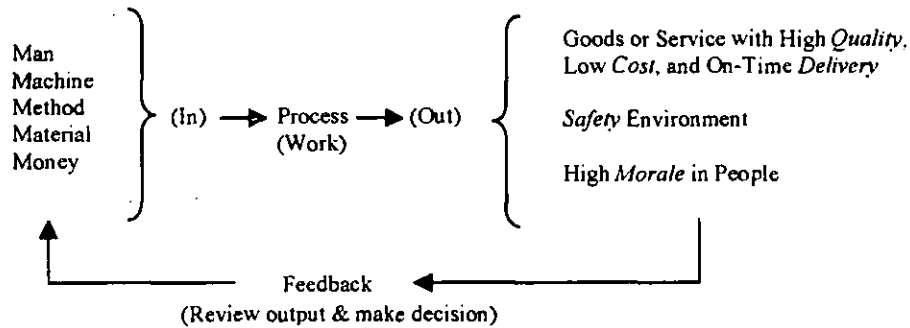 Man
Machine
Method
Material
Money
(In)
Process
(Work)
(Out)
Goods or Service with High Quality,
Low Cost, and On-Time Delivery
Safety Environment
High Morale in People
Feedback
(Review output & make decision)